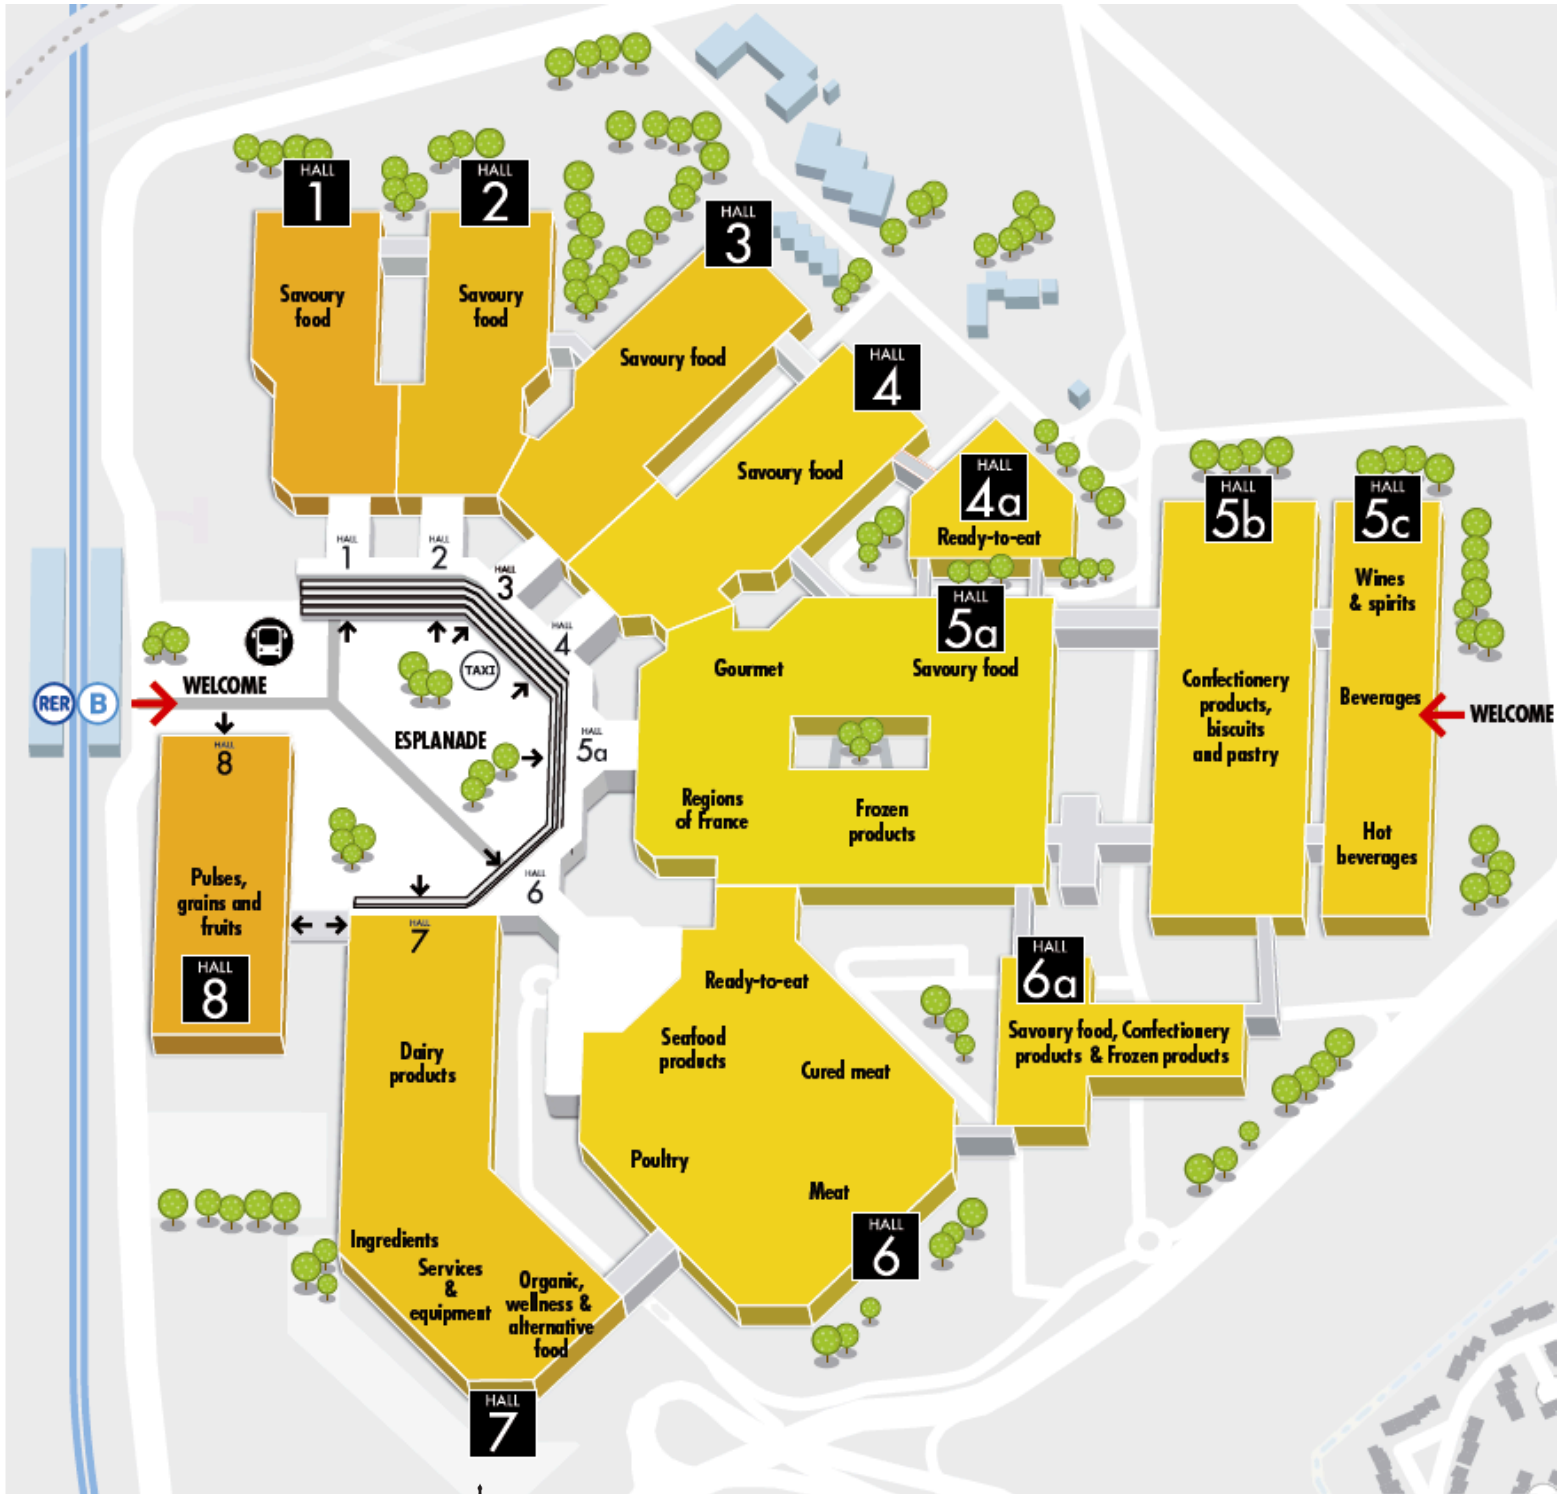 HALL
1
HALL
2
HALL
3
HALL
4
HALL
4a
Ready-to-eat
Savoury
food
Savoury
food
Savoury food
Savoury food
HALL
5b
HALL
5c
Wines
& spirits
Beverages
WELCOME
Hot
beverages
Confectionery
products,
biscuits
and pastry
HALL
5a
Gourmet
Savoury food
Regions
of France
Frozen
products
HALL
1
HALL
2
HALL
3
HALL
4
HALL
5a
HALL
6
HALL
7
HALL
8
TAXI
WELCOME
RER
B
ESPLANADE
Pulses,
grains and
fruits
HALL
8
Dairy
products
Ingredients
Services
&
equipment
Organic,
wellness &
alternative
food
HALL
7
Ready-to-eat
Seafood
products
Cured meat
Poultry
Meat
HALL
6
HALL
6a
Savoury food, Confectionery
products & Frozen products